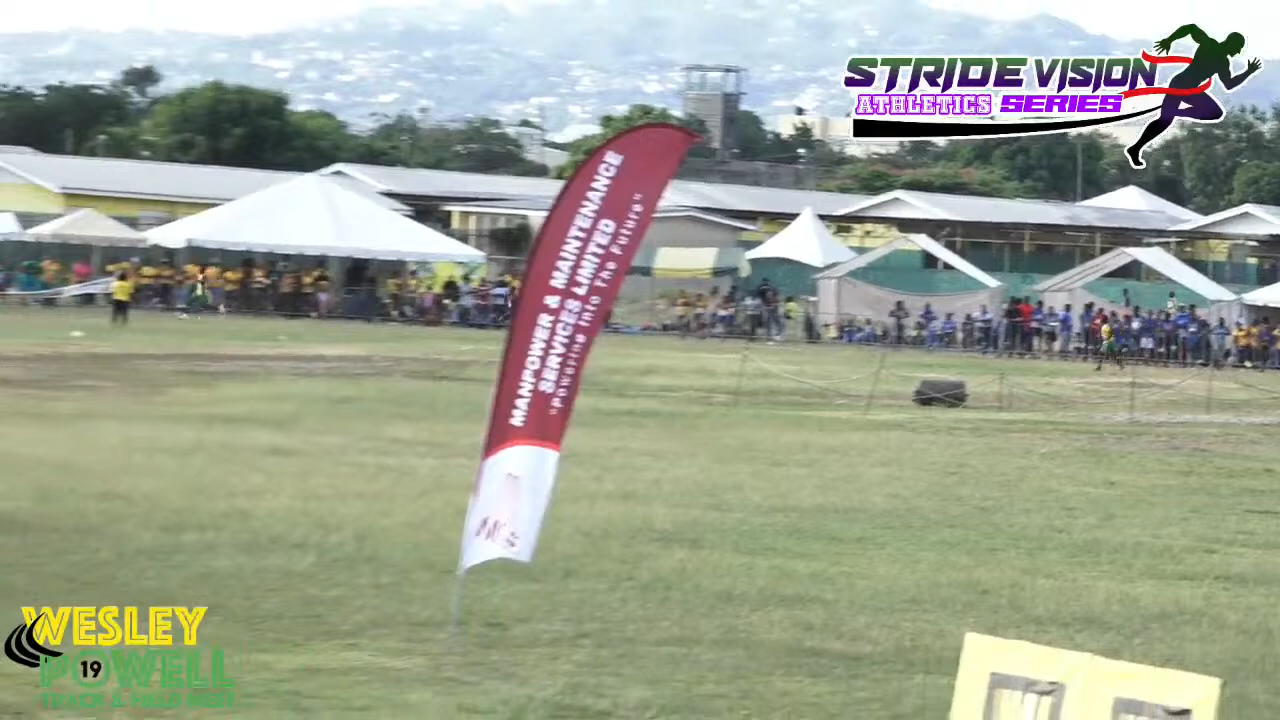 STRIDE VISION
ATHLETICS SERIES
MANPOWER & MAINTENANCE
SERVICES LIMITED
"Powering Into The Future"
WESLEY
POWELL
19
TRACK & FIELD MEET